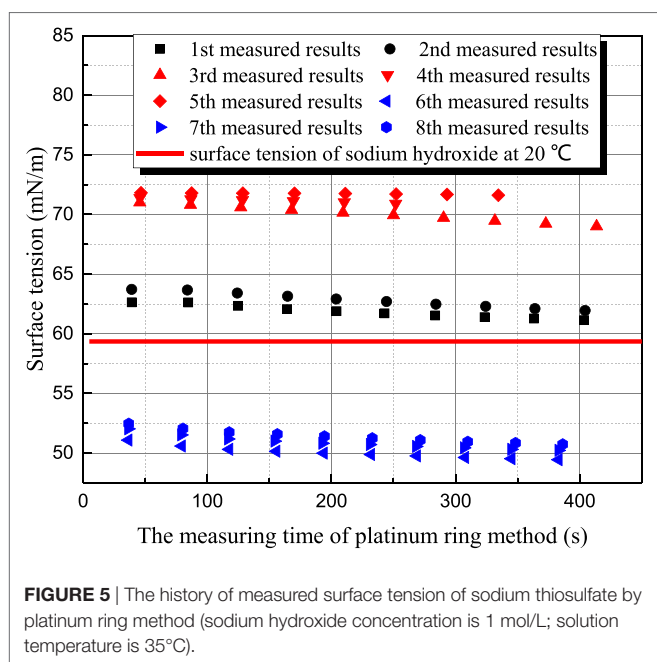 85
80
75
70
65
60
55
50
Surface tension (mN/m)
1st measured results 2nd measured results
3rd measured results 4th measured results
5th measured results 6th measured results
7th measured results 8th measured results
surface tension of sodium hydroxide at 20 ℃
0 100 200 300 400
The measuring time of platinum ring method (s)
FIGURE 5 | The history of measured surface tension of sodium thiosulfate by
platinum ring method (sodium hydroxide concentration is 1 mol/L; solution
temperature is 35°C).